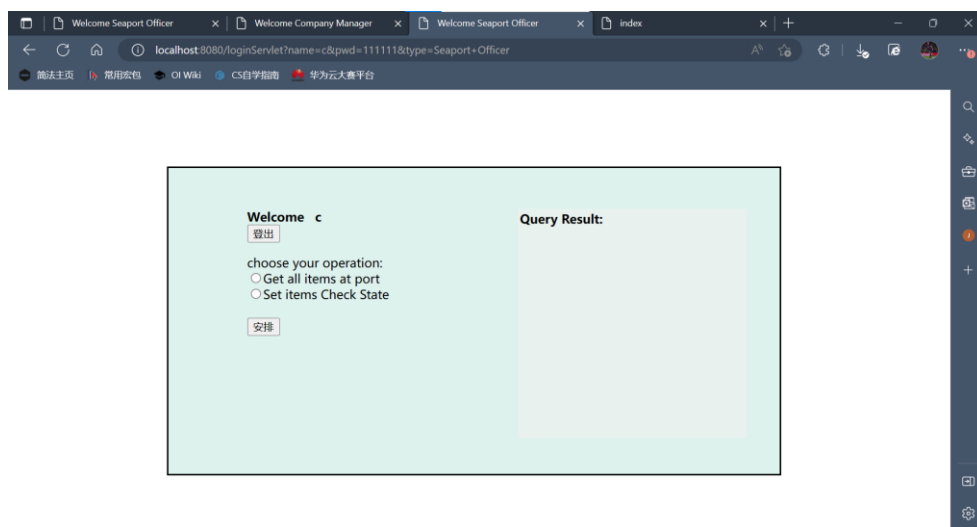 Welcome Seaport Officer
Welcome Company Manager
Welcome Seaport Officer
index
localhost:8080/loginServlet?name=c&pwd=111111&type=Seaport+Officer
简法主页
常用宏包
OI Wiki
CS自学指南
华为云大赛平台
Welcome c
登出
choose your operation:
Get all items at port
Set items Check State
安排
Query Result: